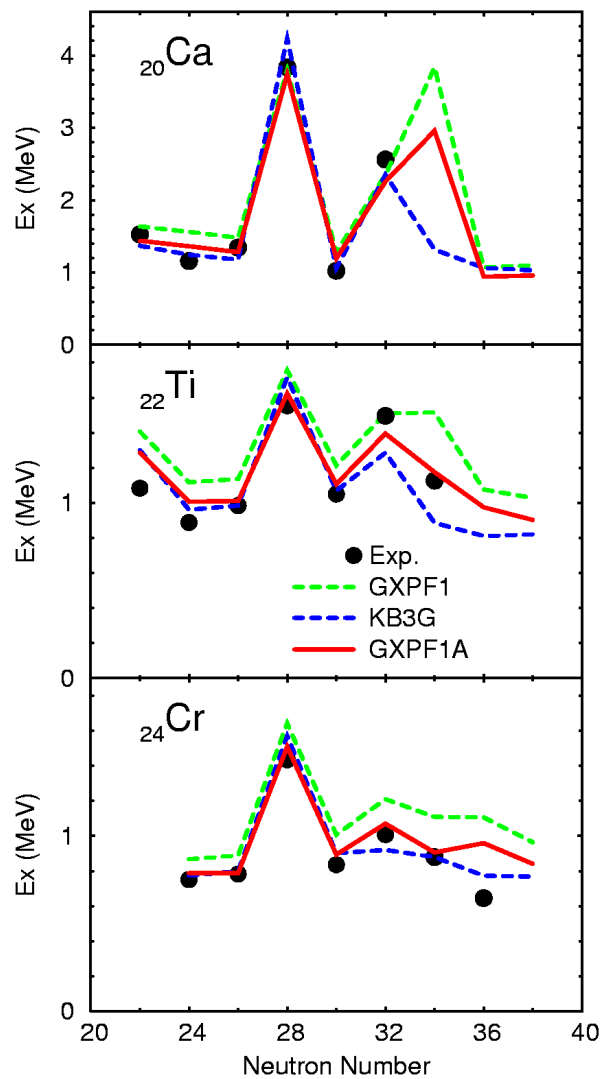 20Ca
4
3
2
1
0
Ex (MeV)
22Ti
1
0
Ex (MeV)
Exp.
GXPF1
KB3G
GXPF1A
24Cr
1
0
Ex (MeV)
20 24 28 32 36 40
Neutron Number